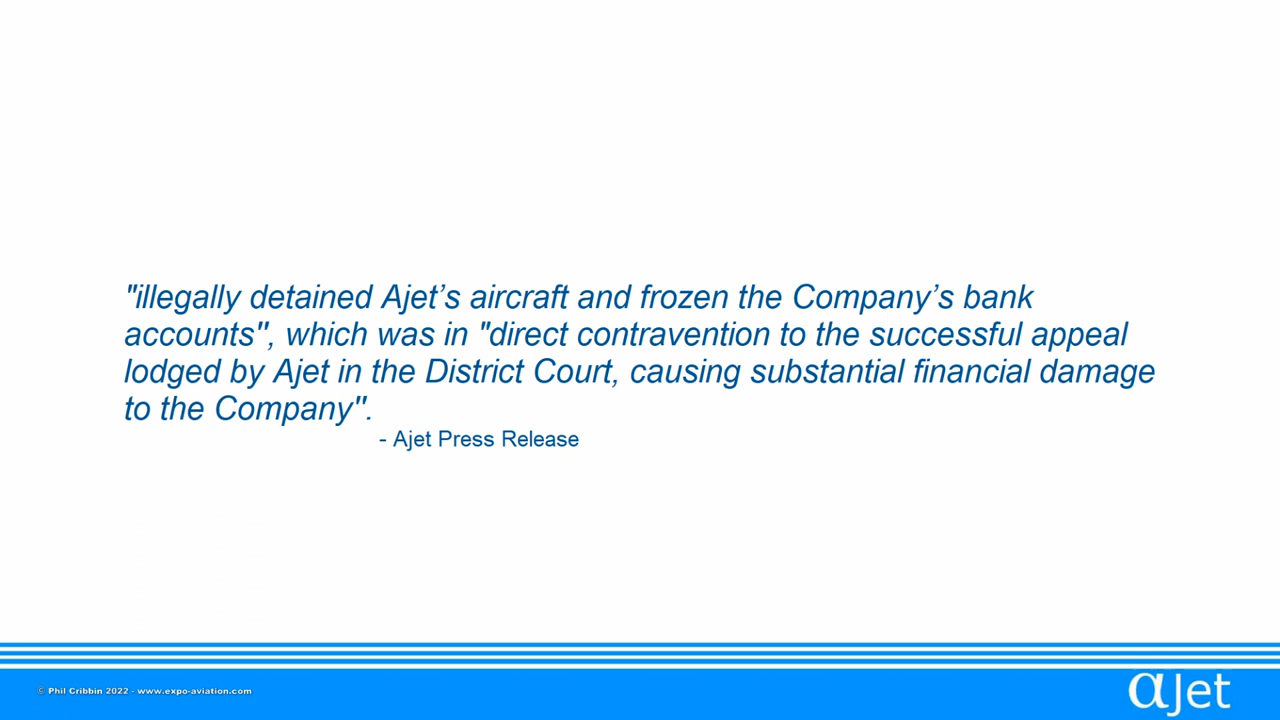 "illegally detained Ajet’s aircraft and frozen the Company’s bank
accounts", which was in "direct contravention to the successful appeal
lodged by Ajet in the District Court, causing substantial financial damage
to the Company".
- Ajet Press Release
© Phil Cribbin 2022 - www.expo-aviation.com
αJet